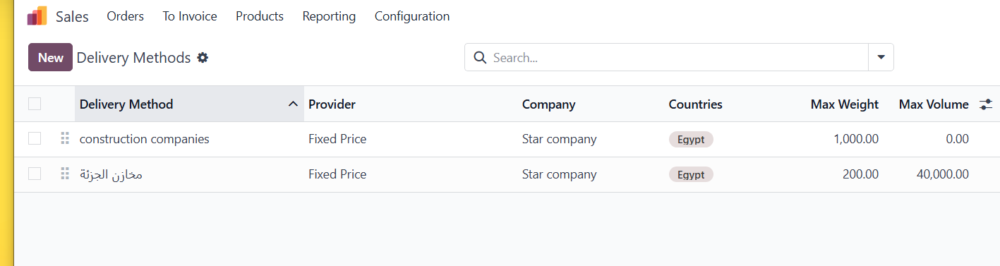 Sales Orders To Invoice Products Reporting Configuration
New Delivery Methods Search...
Delivery Method Provider Company Countries Max Weight Max Volume
construction companies Fixed Price Star company Egypt 1,000.00 0.00
مخازن الجزئة Fixed Price Star company Egypt 200.00 40,000.00